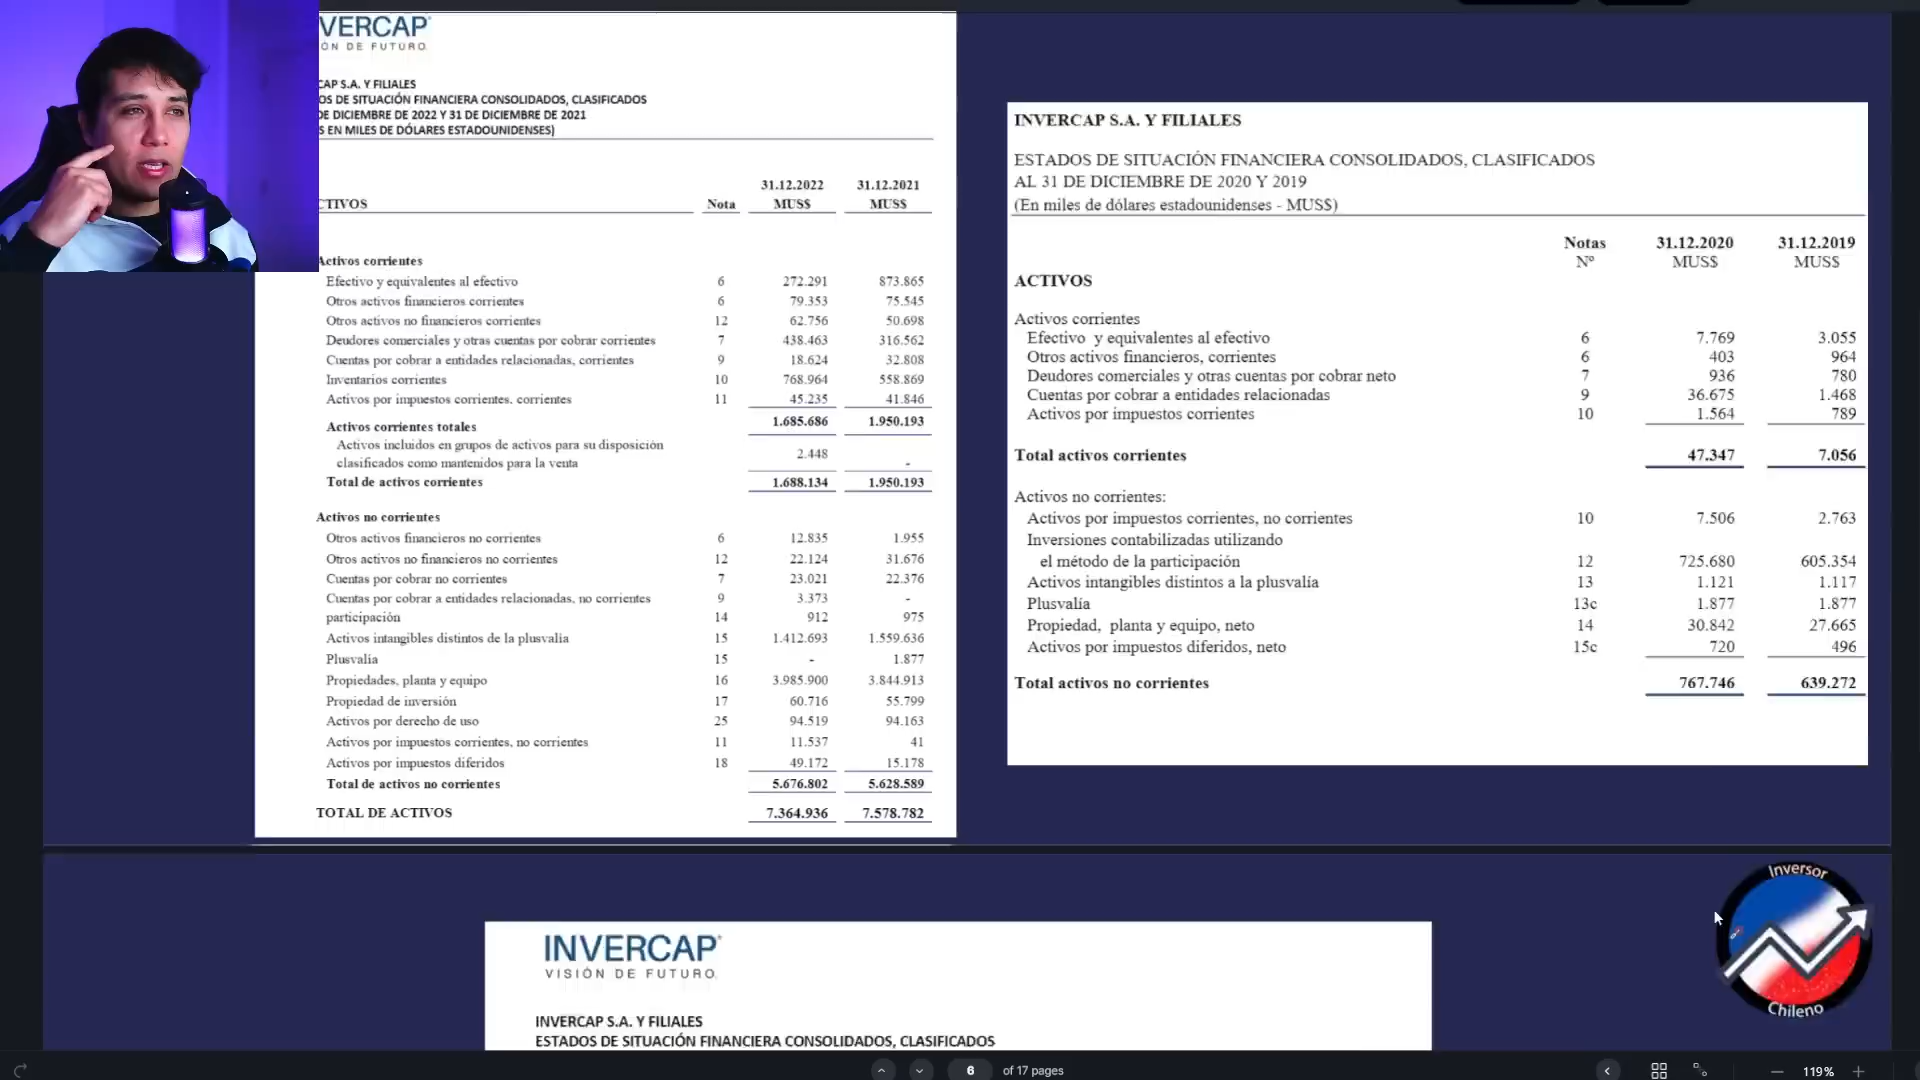 VERCAP
ÓN DE FUTURO
CAP S.A. Y FILIALES
OS DE SITUACIÓN FINANCIERA CONSOLIDADOS, CLASIFICADOS
DE DICIEMBRE DE 2022 Y 31 DE DICIEMBRE DE 2021
S EN MILES DE DÓLARES ESTADOUNIDENSES)
31.12.2022 31.12.2021
CTIVOS Nota MUS$ MUS$
Activos corrientes
Efectivo y equivalentes al efectivo 6 272.291 873.865
Otros activos financieros corrientes 6 79.353 75.545
Otros activos no financieros corrientes 12 62.756 50.698
Deudores comerciales y otras cuentas por cobrar corrientes 7 438.463 316.562
Cuentas por cobrar a entidades relacionadas, corrientes 9 18.624 32.808
Inventarios corrientes 10 768.964 558.869
Activos por impuestos corrientes. corrientes 11 45.235 41.846
Activos corrientes totales 1.685.686 1.950.193
Activos incluidos en grupos de activos para su disposición
clasificados como mantenidos para la venta 2.448 -
Total de activos corrientes 1.688.134 1.950.193
Activos no corrientes
Otros activos financieros no corrientes 6 12.835 1.955
Otros activos no financieros no corrientes 12 22.124 31.676
Cuentas por cobrar no corrientes 7 23.021 22.376
Cuentas por cobrar a entidades relacionadas, no corrientes 9 3.373 -
participación 14 912 975
Activos intangibles distintos de la plusvalía 15 1.412.693 1.559.636
Plusvalía 15 - 1.877
Propiedades, planta y equipo 16 3.985.900 3.844.913
Propiedad de inversión 17 60.716 55.799
Activos por derecho de uso 25 94.519 94.163
Activos por impuestos corrientes, no corrientes 11 11.537 41
Activos por impuestos diferidos 18 49.172 15.178
Total de activos no corrientes 5.676.802 5.628.589
TOTAL DE ACTIVOS 7.364.936 7.578.782
INVERCAP S.A. Y FILIALES
ESTADOS DE SITUACIÓN FINANCIERA CONSOLIDADOS, CLASIFICADOS
AL 31 DE DICIEMBRE DE 2020 Y 2019
(En miles de dólares estadounidenses - MUS$)
Notas 31.12.2020 31.12.2019
Nº MUS$ MUS$
ACTIVOS
Activos corrientes
Efectivo y equivalentes al efectivo 6 7.769 3.055
Otros activos financieros, corrientes 6 403 964
Deudores comerciales y otras cuentas por cobrar neto 7 936 780
Cuentas por cobrar a entidades relacionadas 9 36.675 1.468
Activos por impuestos corrientes 10 1.564 789
Total activos corrientes 47.347 7.056
Activos no corrientes:
Activos por impuestos corrientes, no corrientes 10 7.506 2.763
Inversiones contabilizadas utilizando
el método de la participación 12 725.680 605.354
Activos intangibles distintos a la plusvalía 13 1.121 1.117
Plusvalía 13c 1.877 1.877
Propiedad, planta y equipo, neto 14 30.842 27.665
Activos por impuestos diferidos, neto 15c 720 496
Total activos no corrientes 767.746 639.272
Inversor
Chileno
INVERCAP
VISIÓN DE FUTURO
INVERCAP S.A. Y FILIALES
ESTADOS DE SITUACIÓN FINANCIERA CONSOLIDADOS, CLASIFICADOS
6 of 17 pages
119%